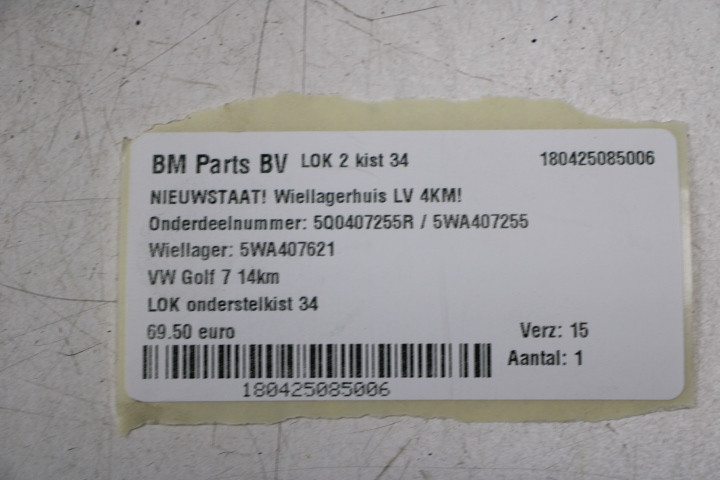 BM Parts BV LOK 2 kist 34 180425085006
NIEUWSTAAT! Wiellagerhuis LV 4KM!
Onderdeelnummer: 5Q0407255R / 5WA407255
Wiellager: 5WA407621
VW Golf 7 14km
LOK onderstelkist 34
69.50 euro Verz: 15
Aantal: 1
180425085006